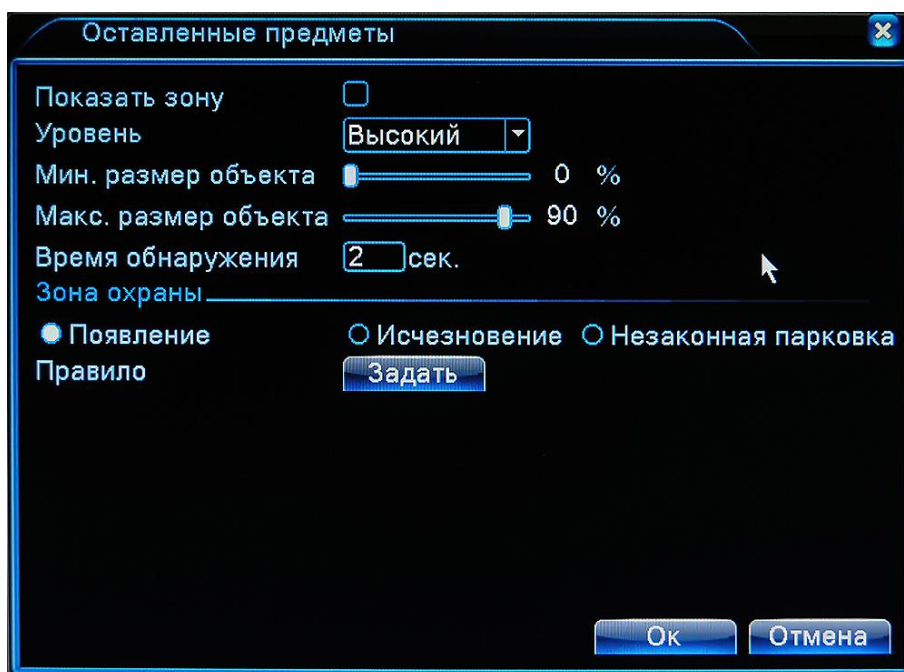 Оставленные предметы
Показать зону
Уровень Высокий
Мин. размер объекта 0 %
Макс. размер объекта 90 %
Время обнаружения 2 сек.
Зона охраны
Появление Исчезновение Незаконная парковка
Правило Задать
Ок Отмена